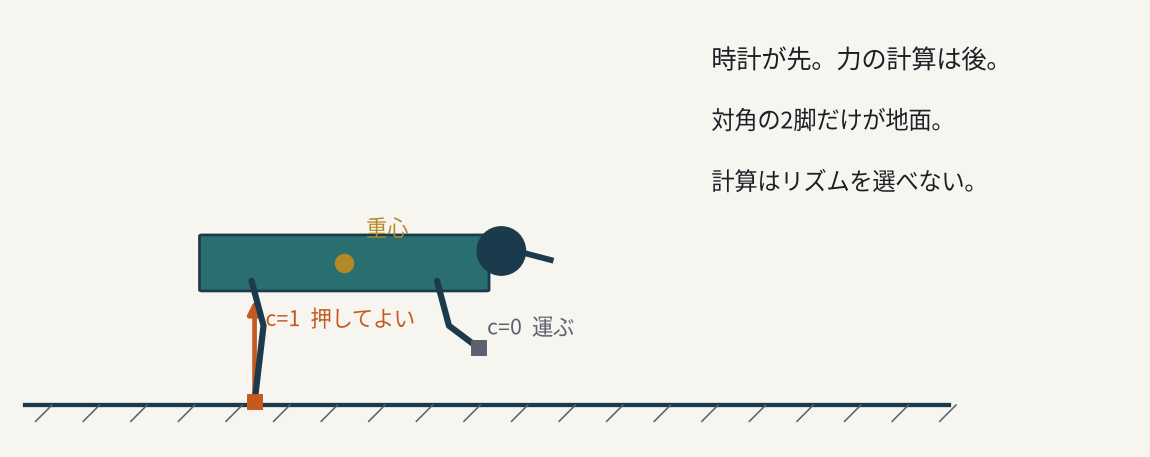 時計が先。力の計算は後。
対角の2脚だけが地面。
計算はリズムを選べない。
重心
c=1 押してよい
c=0 運ぶ